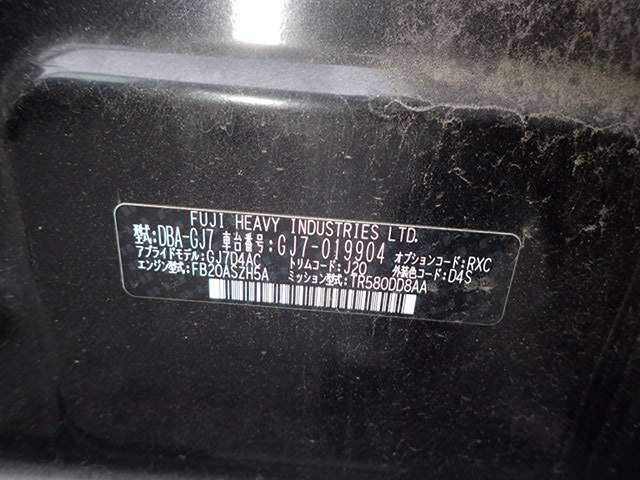 FUJI HEAVY INDUSTRIES LTD.
型式:DBA-GJ7 車台番号:GJ7-019904 オプションコード:RXC
アプライドモデル:GJ7D4AC トリムコード:J20 外装色コード:D4S
エンジン型式:FB20ASZH5A ミッション型式:TR580DD8AA